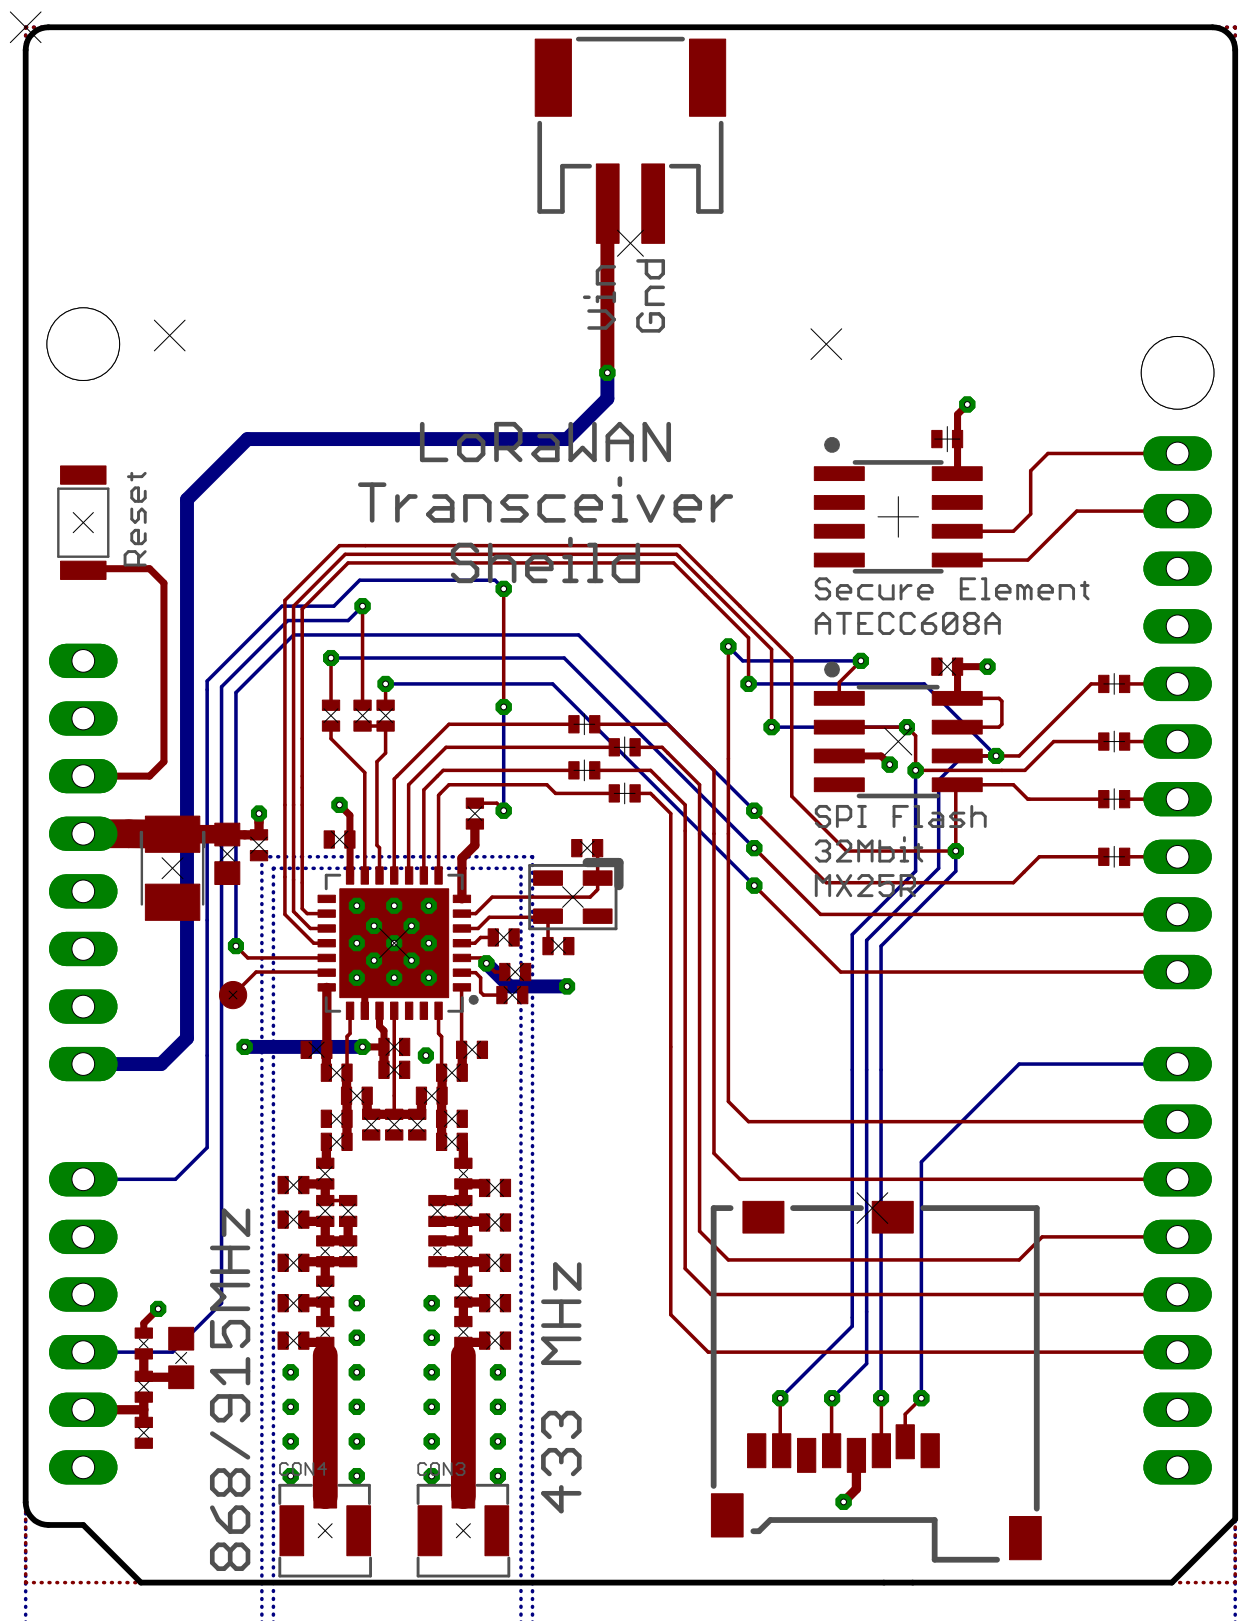 Vin
Gnd
LoRaWAN
Transceiver
Sheild
Reset
Secure Element
ATECC608A
SPI Flash
32Mbit
MX25R
868/915MHz
433 MHz
CON4
CON3